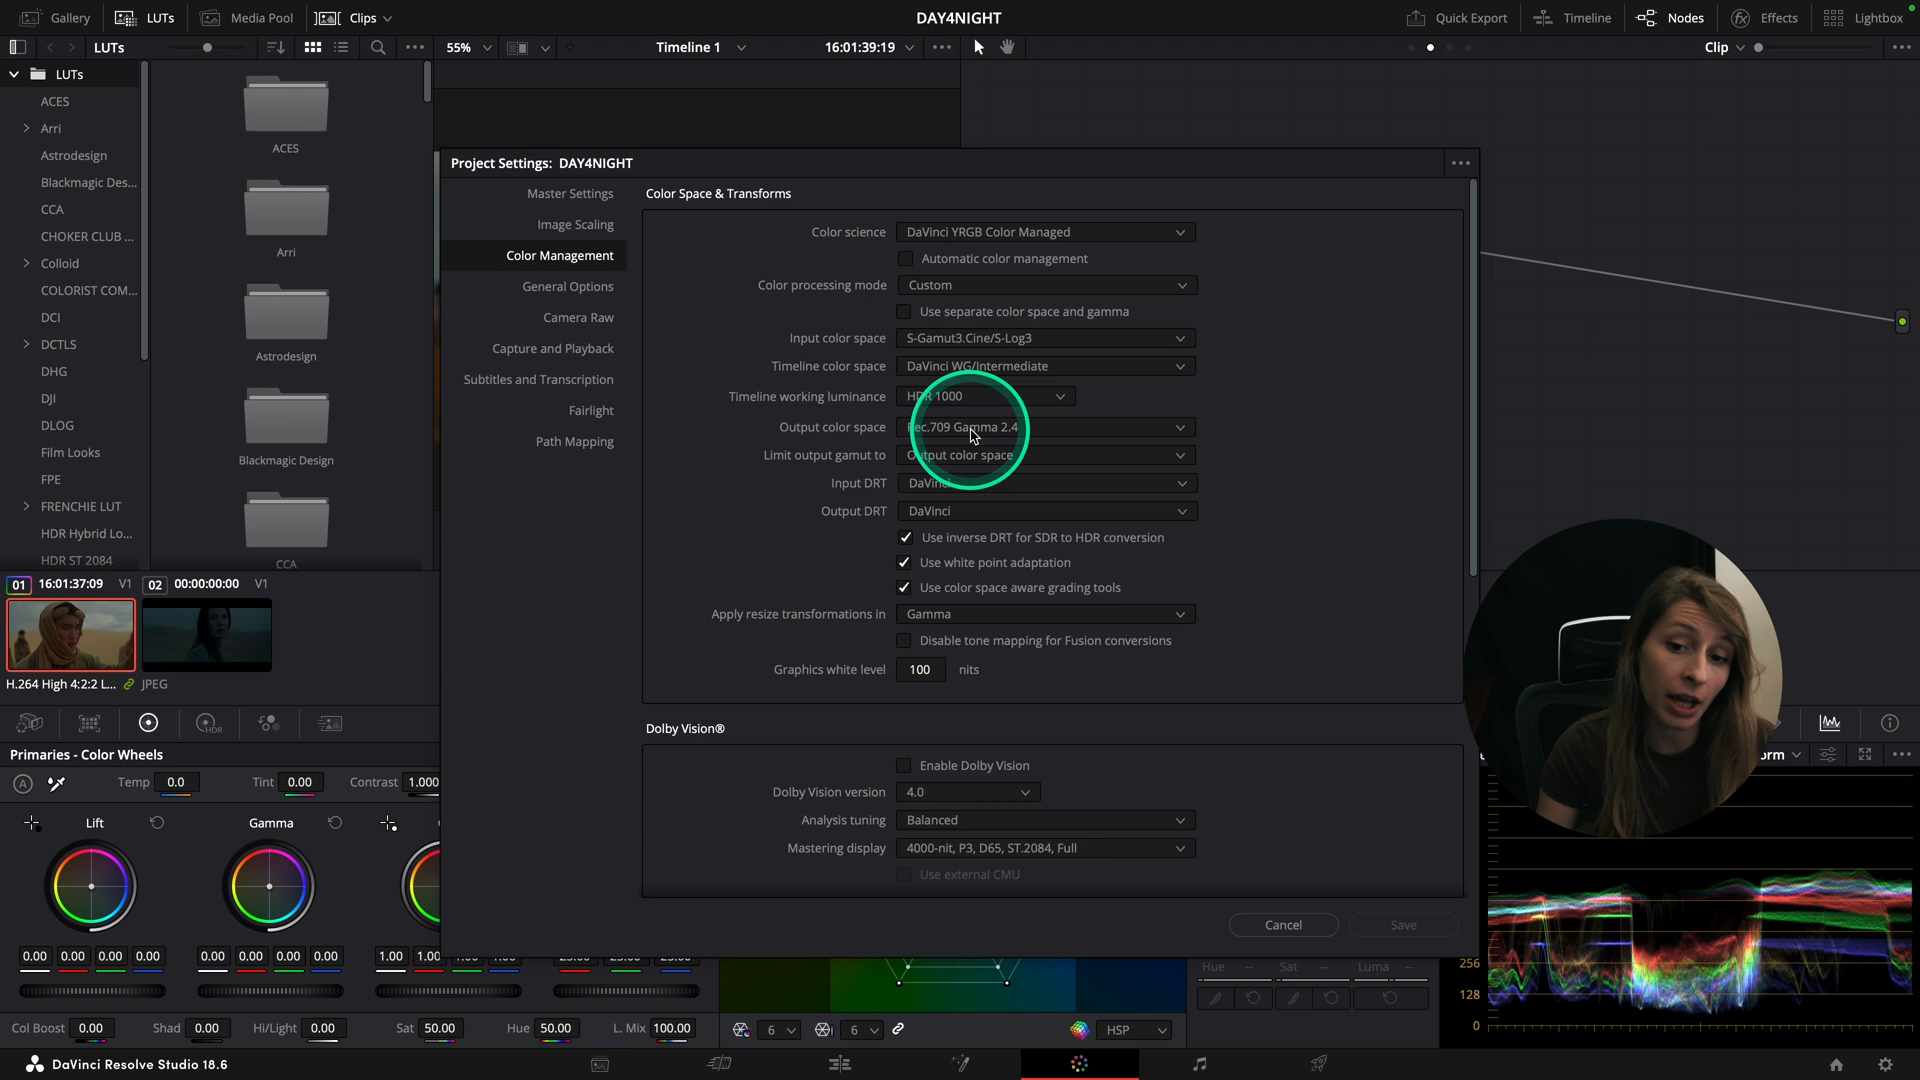 Gallery LUTs Media Pool Clips DAY4NIGHT Quick Export Timeline Nodes Effects Lightbox
LUTs 55% Timeline 1 16:01:39:19 Clip
LUTs
ACES
Arri
Astrodesign
Blackmagic Des...
CCA
CHOKER CLUB ...
Colloid
COLORIST COM...
DCI
DCTLS
DHG
DJI
DLOG
Film Looks
FPE
FRENCHIE LUT
HDR Hybrid Lo...
HDR ST 2084
ACES
Arri
Astrodesign
Blackmagic Design
CCA
Project Settings: DAY4NIGHT
Master Settings
Image Scaling
Color Management
General Options
Camera Raw
Capture and Playback
Subtitles and Transcription
Fairlight
Path Mapping
Color Space & Transforms
Color science DaVinci YRGB Color Managed
Automatic color management
Color processing mode Custom
Use separate color space and gamma
Input color space S-Gamut3.Cine/S-Log3
Timeline color space DaVinci WG/Intermediate
Timeline working luminance HDR 1000
Output color space Rec.709 Gamma 2.4
Limit output gamut to Output color space
Input DRT DaVinci
Output DRT DaVinci
Use inverse DRT for SDR to HDR conversion
Use white point adaptation
Use color space aware grading tools
Apply resize transformations in Gamma
Disable tone mapping for Fusion conversions
Graphics white level 100 nits
Dolby Vision®
Enable Dolby Vision
Dolby Vision version 4.0
Analysis tuning Balanced
Mastering display 4000-nit, P3, D65, ST.2084, Full
Use external CMU
Cancel Save
01 16:01:37:09 V1 02 00:00:00:00 V1
H.264 High 4:2:2 L... JPEG
HDR
Primaries - Color Wheels
A Temp 0.0 Tint 0.00 Contrast 1.000
Lift Gamma
0.00 0.00 0.00 0.00 0.00 0.00 0.00 0.00 1.00
Col Boost 0.00 Shad 0.00 Hi/Light 0.00 Sat 50.00 Hue 50.00 L. Mix 100.00
6 6 HSP
Hue -- Sat -- Luma --
256
128
0
DaVinci Resolve Studio 18.6